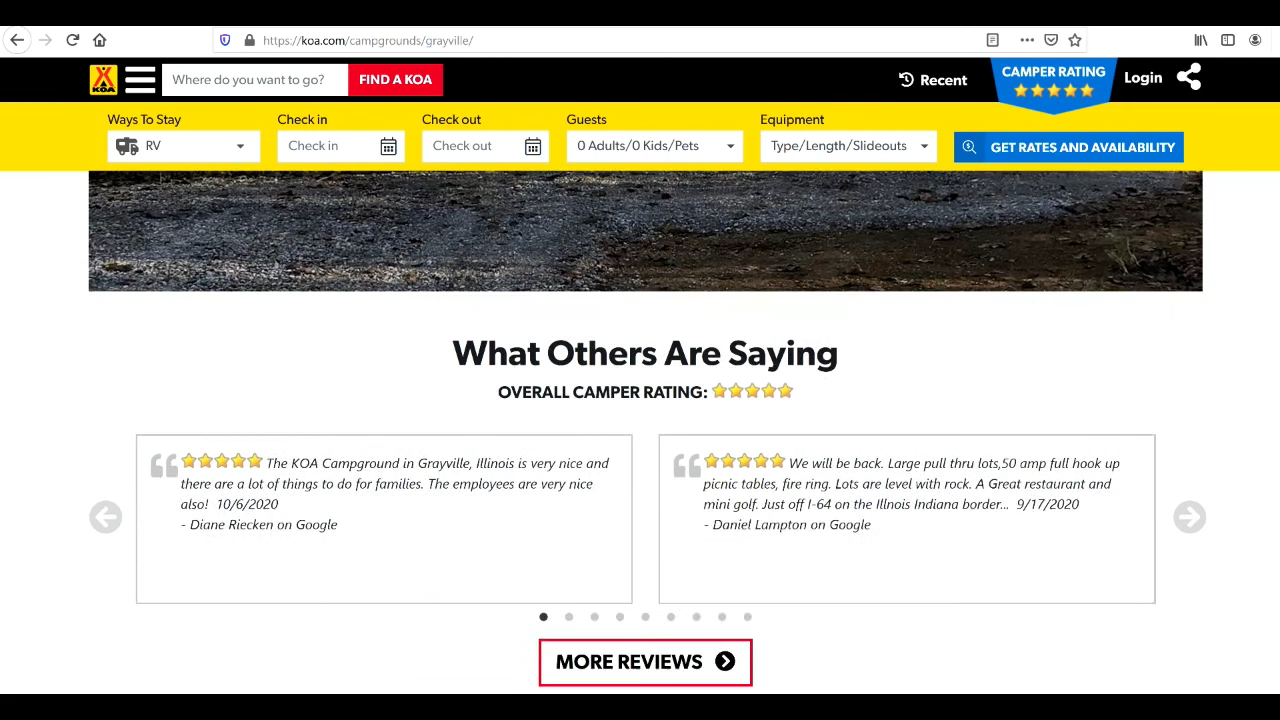 https://koa.com/campgrounds/grayville/
KOA
Where do you want to go?
FIND A KOA
Recent
CAMPER RATING
Login
Ways To Stay
Check in
Check out
Guests
Equipment
RV
Check in
Check out
0 Adults/0 Kids/Pets
Type/Length/Slideouts
GET RATES AND AVAILABILITY
What Others Are Saying
OVERALL CAMPER RATING:
The KOA Campground in Grayville, Illinois is very nice and
there are a lot of things to do for families. The employees are very nice
also! 10/6/2020
- Diane Riecken on Google
We will be back. Large pull thru lots,50 amp full hook up
picnic tables, fire ring. Lots are level with rock. A Great restaurant and
mini golf. Just off I-64 on the Illnois Indiana border... 9/17/2020
- Daniel Lampton on Google
MORE REVIEWS